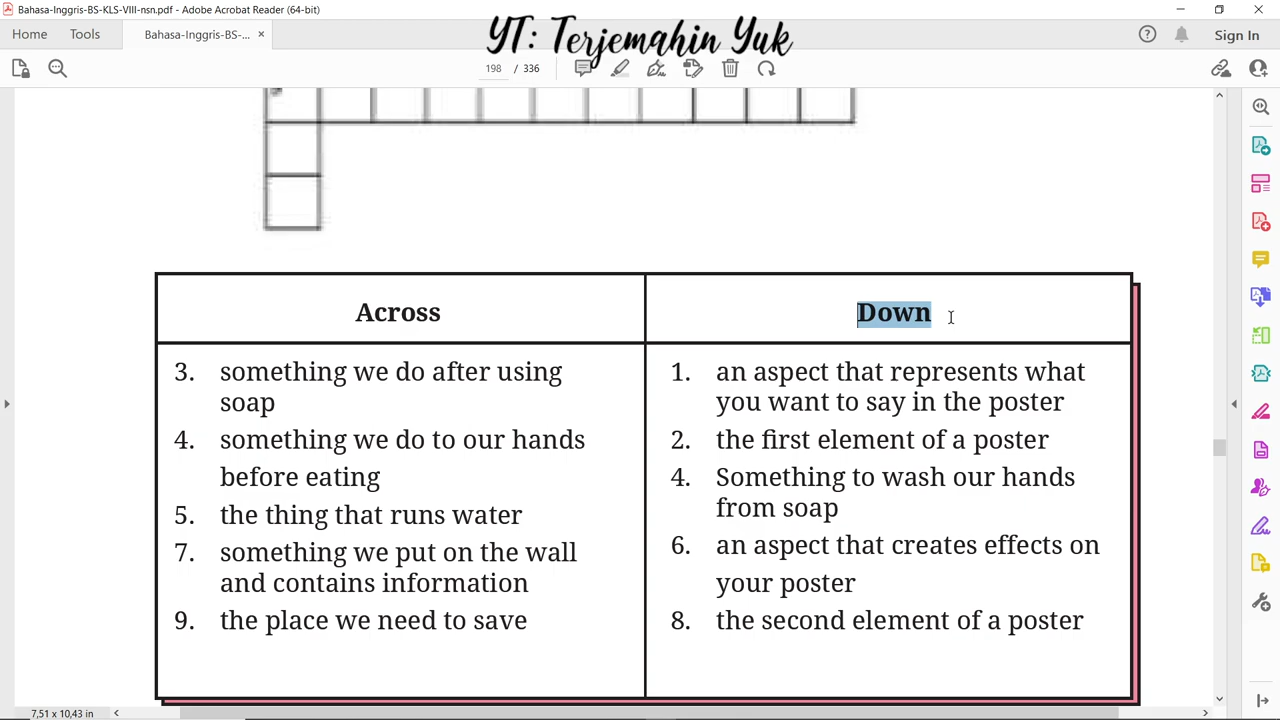 Bahasa-Inggris-BS-KLS-VIII-nsn.pdf - Adobe Acrobat Reader (64-bit)
YT: Terjemahin Yuk
Home Tools Bahasa-Inggris-BS-... × Sign In
198 / 336
Across
3. something we do after using
soap
4. something we do to our hands
before eating
5. the thing that runs water
7. something we put on the wall
and contains information
9. the place we need to save
Down
1. an aspect that represents what
you want to say in the poster
2. the first element of a poster
4. Something to wash our hands
from soap
6. an aspect that creates effects on
your poster
8. the second element of a poster
7,51 x 10,43 in